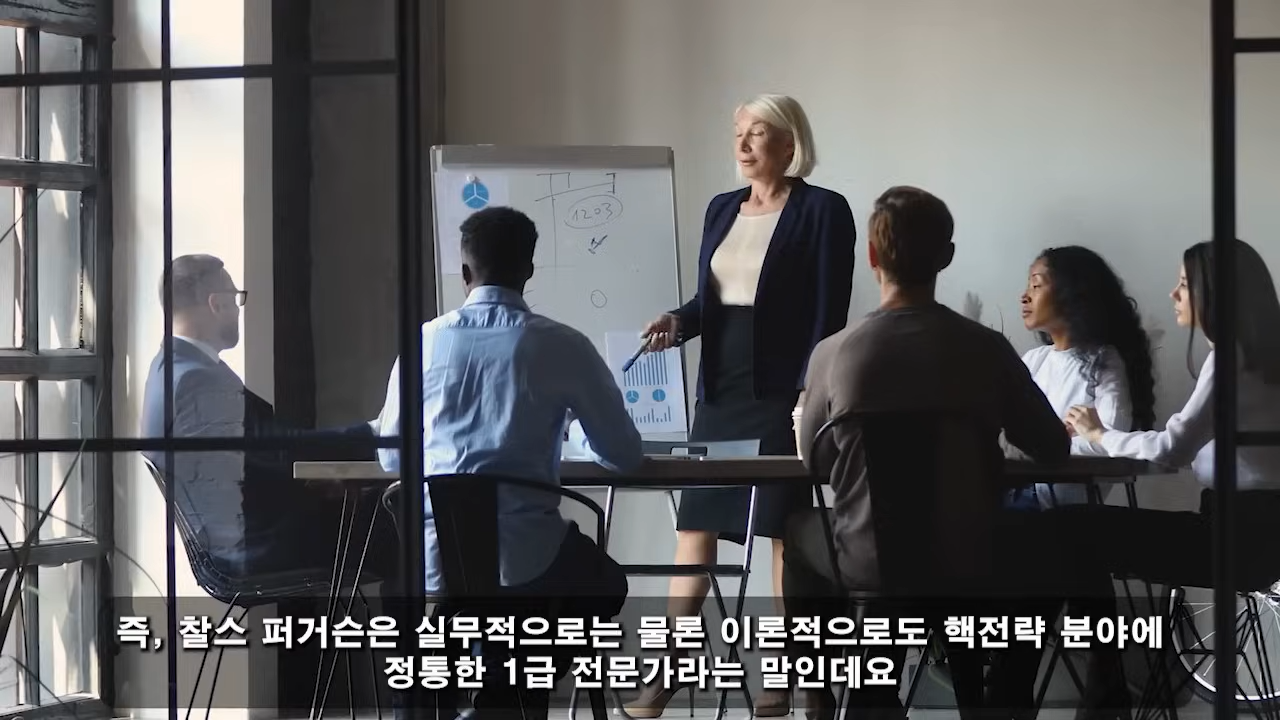 1203
즉, 찰스 퍼거슨은 실무적으로는 물론 이론적으로도 핵전략 분야에
정통한 1급 전문가라는 말인데요